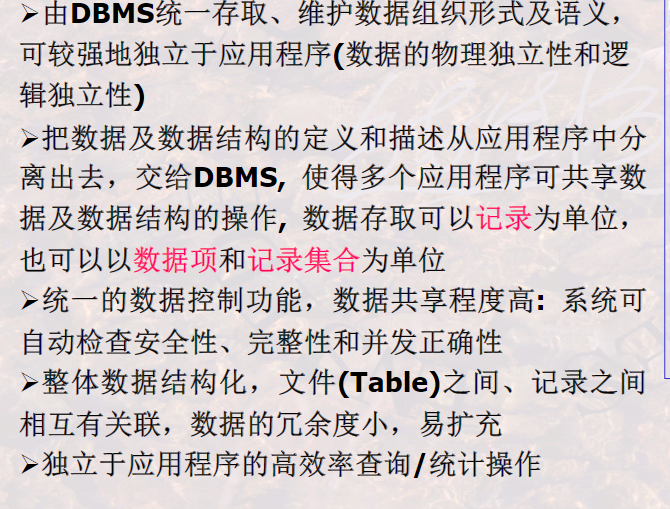 ➢由DBMS统一存取、维护数据组织形式及语义，
可较强地独立于应用程序(数据的物理独立性和逻
辑独立性)
➢把数据及数据结构的定义和描述从应用程序中分
离出去，交给DBMS, 使得多个应用程序可共享数
据及数据结构的操作, 数据存取可以记录为单位，
也可以以数据项和记录集合为单位
➢统一的数据控制功能，数据共享程度高: 系统可
自动检查安全性、完整性和并发正确性
➢整体数据结构化，文件(Table)之间、记录之间
相互有关联，数据的冗余度小，易扩充
➢独立于应用程序的高效率查询/统计操作